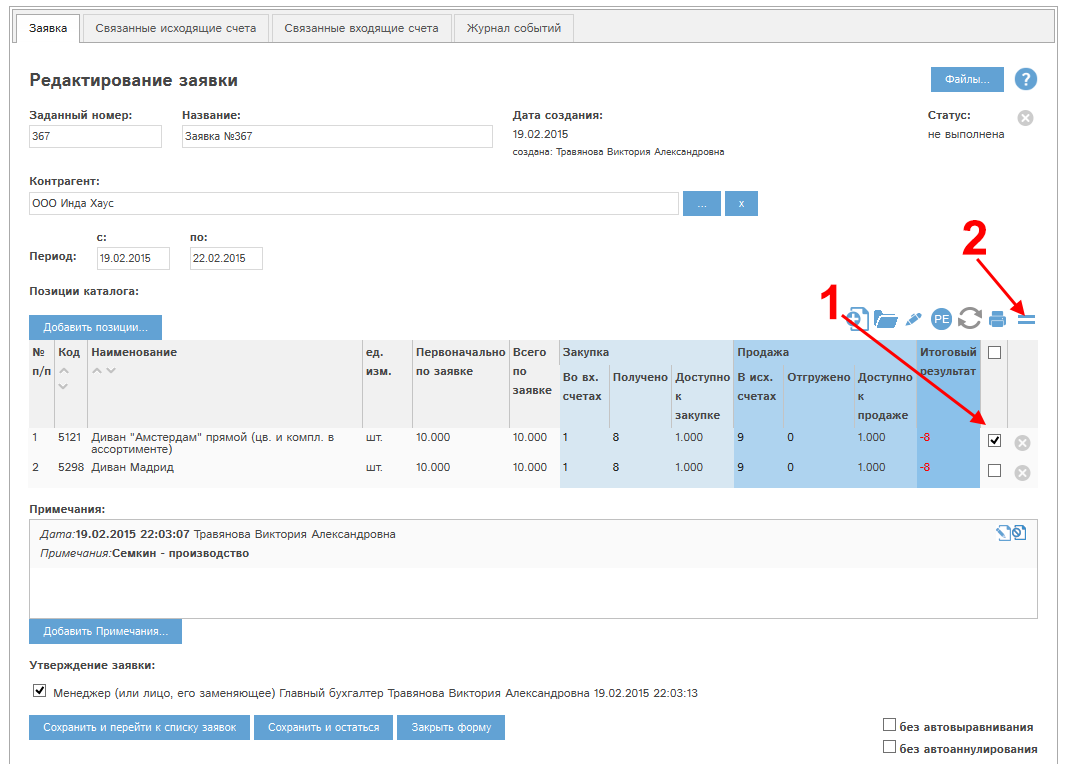 Заявка Связанные исходящие счета Связанные входящие счета Журнал событий
Редактирование заявки
Файлы... ?
Заданный номер: Название: Дата создания: Статус:
367 Заявка №367 19.02.2015 не выполнена
создана: Травянова Виктория Александровна
Контрагент:
ООО Инда Хаус ... x
с: по:
Период: 19.02.2015 22.02.2015
2
Позиции каталога:
1
Добавить позиции... PE
№ Код Наименование ед. Первоначально Всего Закупка Продажа Итоговый
п/п изм. по заявке по Во вх. Получено Доступно В исх. Отгружено Доступно результат
заявке счетах к счетах к
закупке продаже
1 5121 Диван "Амстердам" прямой (цв. и компл. в шт. 10.000 10.000 1 8 1.000 9 0 1.000 -8
ассортименте)
2 5298 Диван Мадрид шт. 10.000 10.000 1 8 1.000 9 0 1.000 -8
Примечания:
Дата:19.02.2015 22:03:07 Травянова Виктория Александровна
Примечания:Семкин - производство
Добавить Примечания...
Утверждение заявки:
Менеджер (или лицо, его заменяющее) Главный бухгалтер Травянова Виктория Александровна 19.02.2015 22:03:13
Сохранить и перейти к списку заявок Сохранить и остаться Закрыть форму
без автовыравнивания
без автоаннулирования